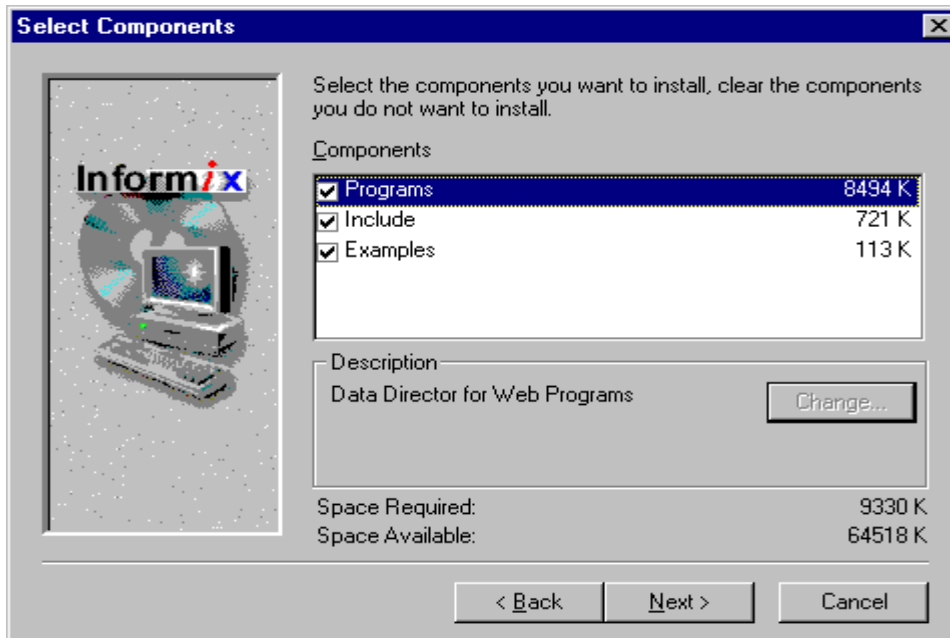 Select Components
Select the components you want to install, clear the components
you do not want to install.
Components
Informix
Programs 8494 K
Include 721 K
Examples 113 K
Description
Data Director for Web Programs
Change...
Space Required: 9330 K
Space Available: 64518 K
< Back
Next >
Cancel